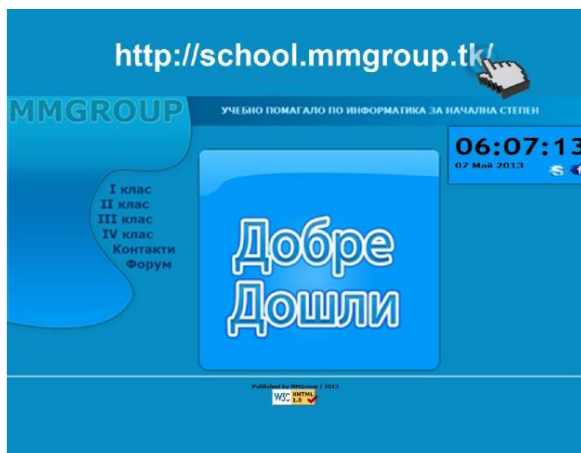 http://school.mmgroup.tk/
MMGROUP
УЧЕБНО ПОМАГАЛО ПО ИНФОРМАТИКА ЗА НАЧАЛНА СТЕПЕН
06:07:13
07 Май 2013
I клас
II клас
III клас
IV клас
Контакти
Форум
Добре
Дошли
Published by MMGroup | 2013
W3C XHTML
1.0